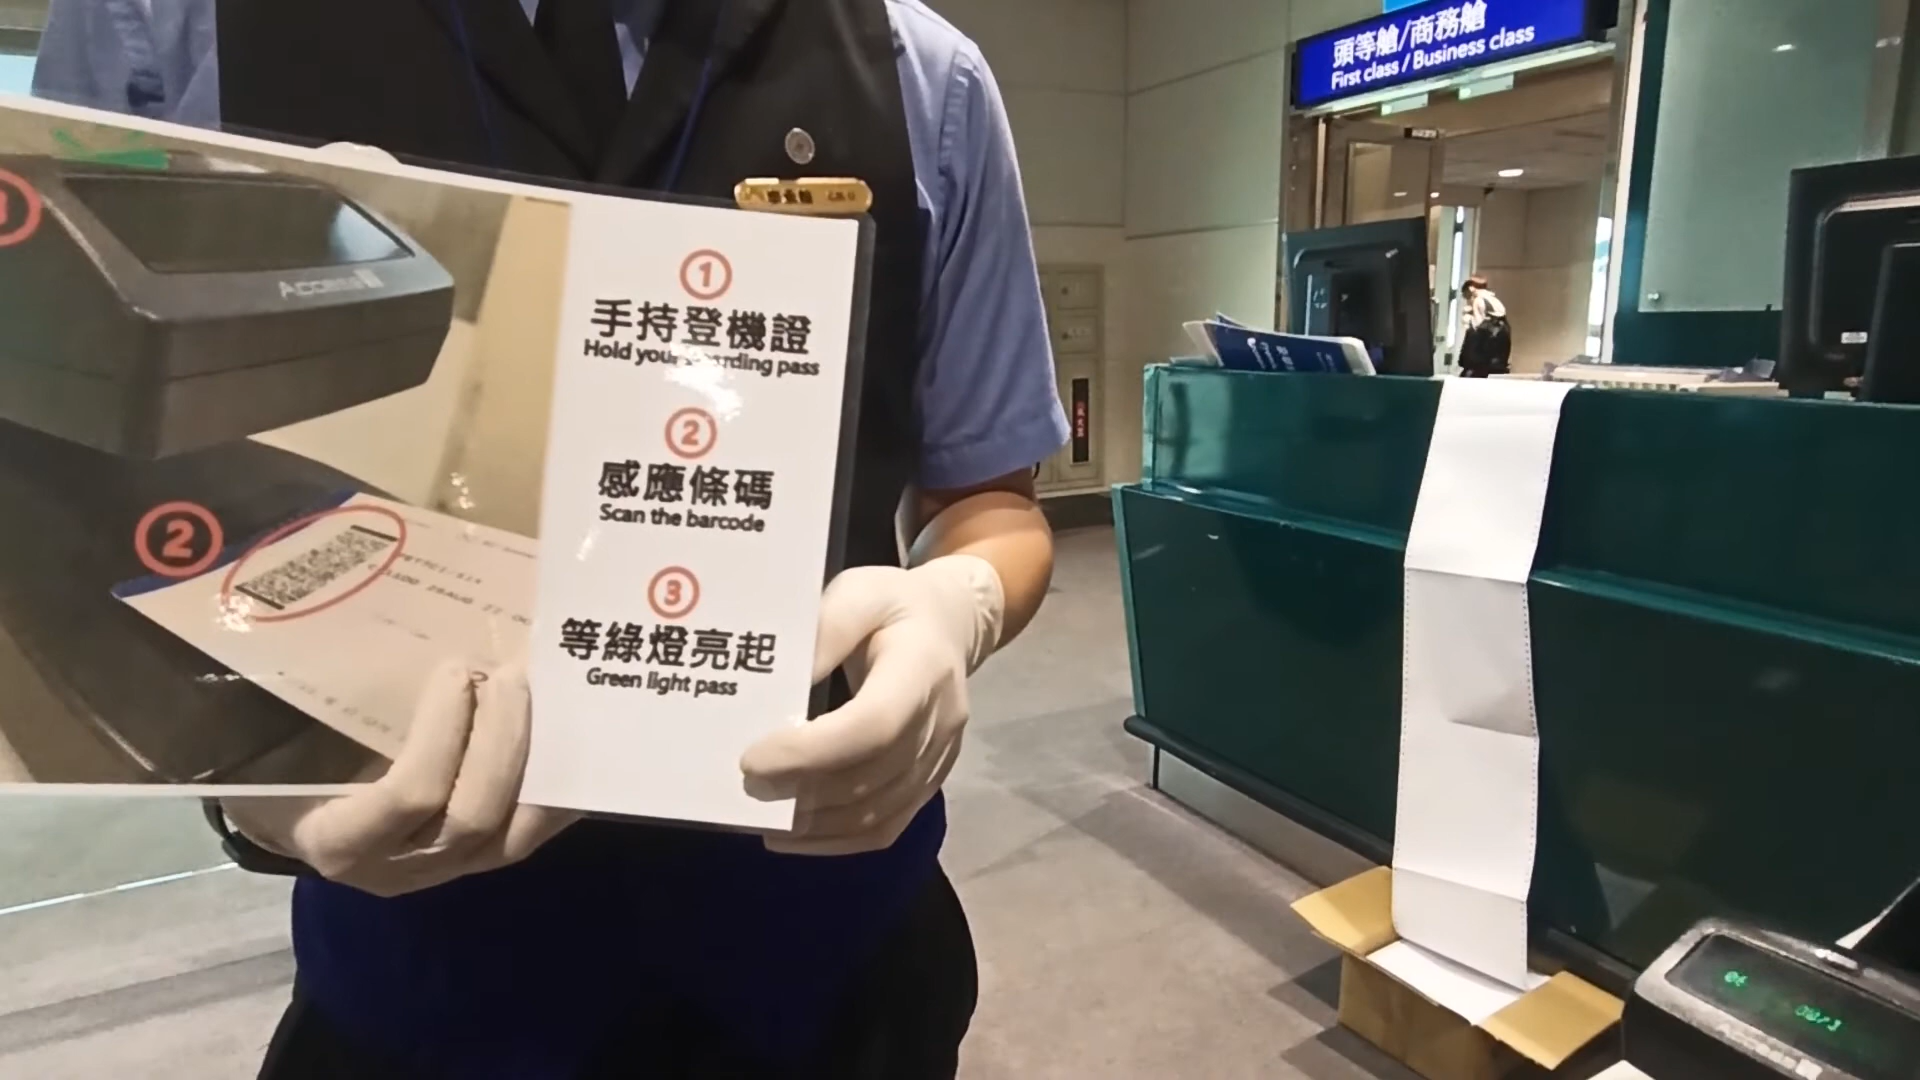 頭等艙/商務艙
First class / Business class
①
手持登機證
Hold your boarding pass
②
感應條碼
Scan the barcode
③
等綠燈亮起
Green light pass
2